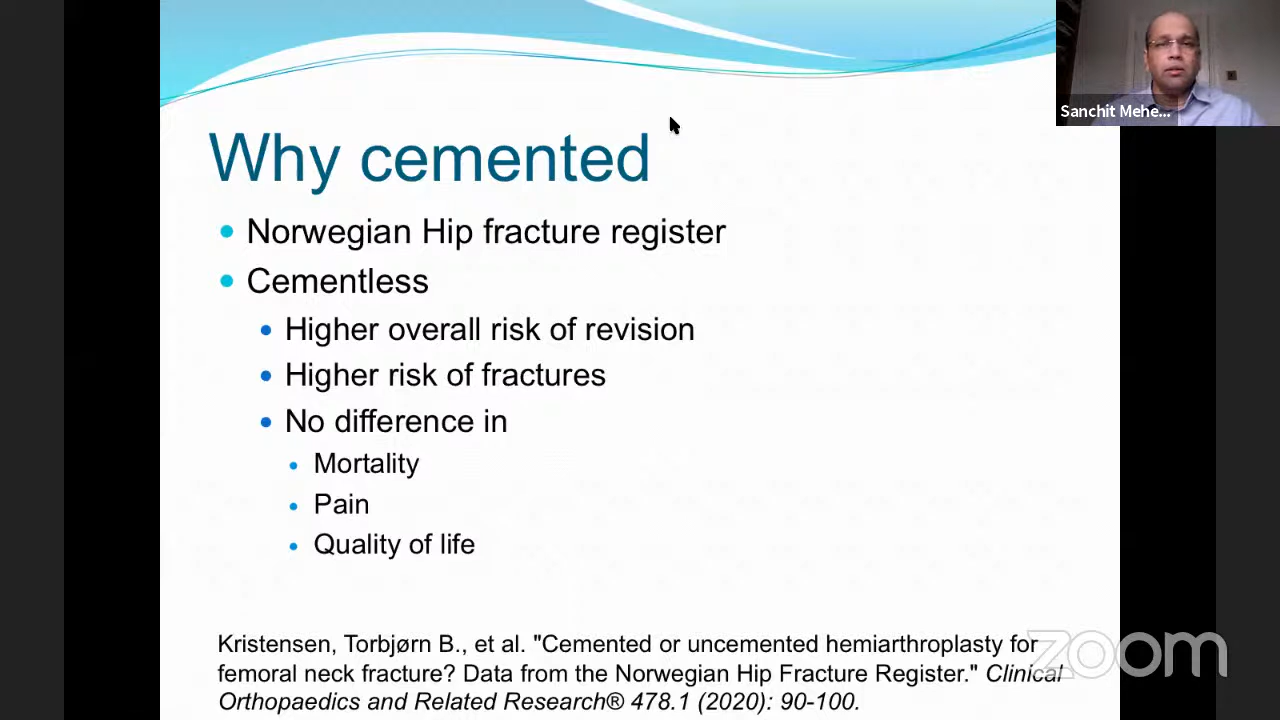 Sanchit Mehe...
Why cemented
Norwegian Hip fracture register
Cementless
Higher overall risk of revision
Higher risk of fractures
No difference in
Mortality
Pain
Quality of life
Kristensen, Torbjørn B., et al. "Cemented or uncemented hemiarthroplasty for
femoral neck fracture? Data from the Norwegian Hip Fracture Register." Clinical
Orthopaedics and Related Research® 478.1 (2020): 90-100.
zoom